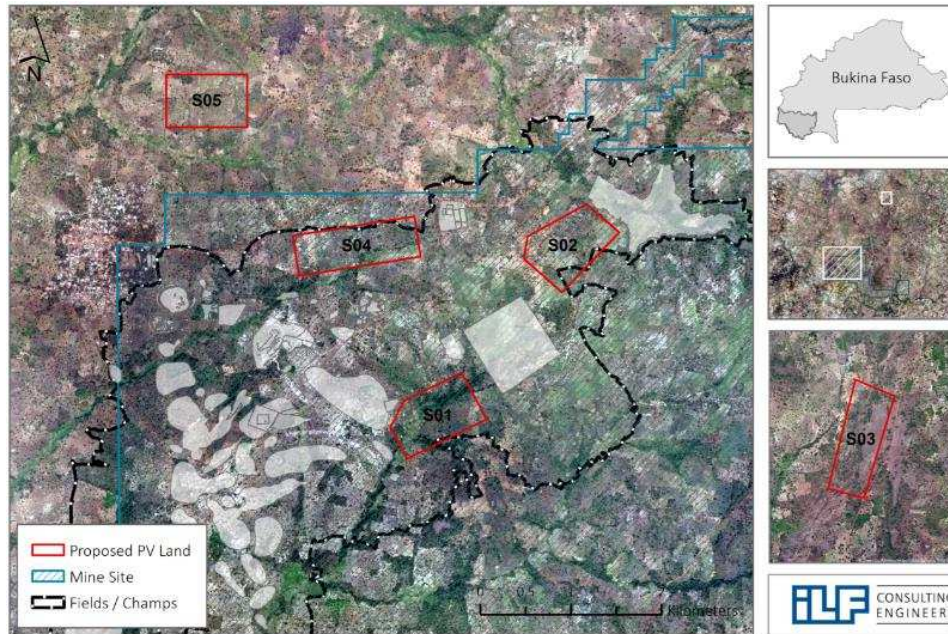 N
S05
S04
S02
S01
Proposed PV Land
Mine Site
Fields / Champs
0
0.5
Kilometers
Bukina Faso
S03
iLF CONSULTING
ENGINEER